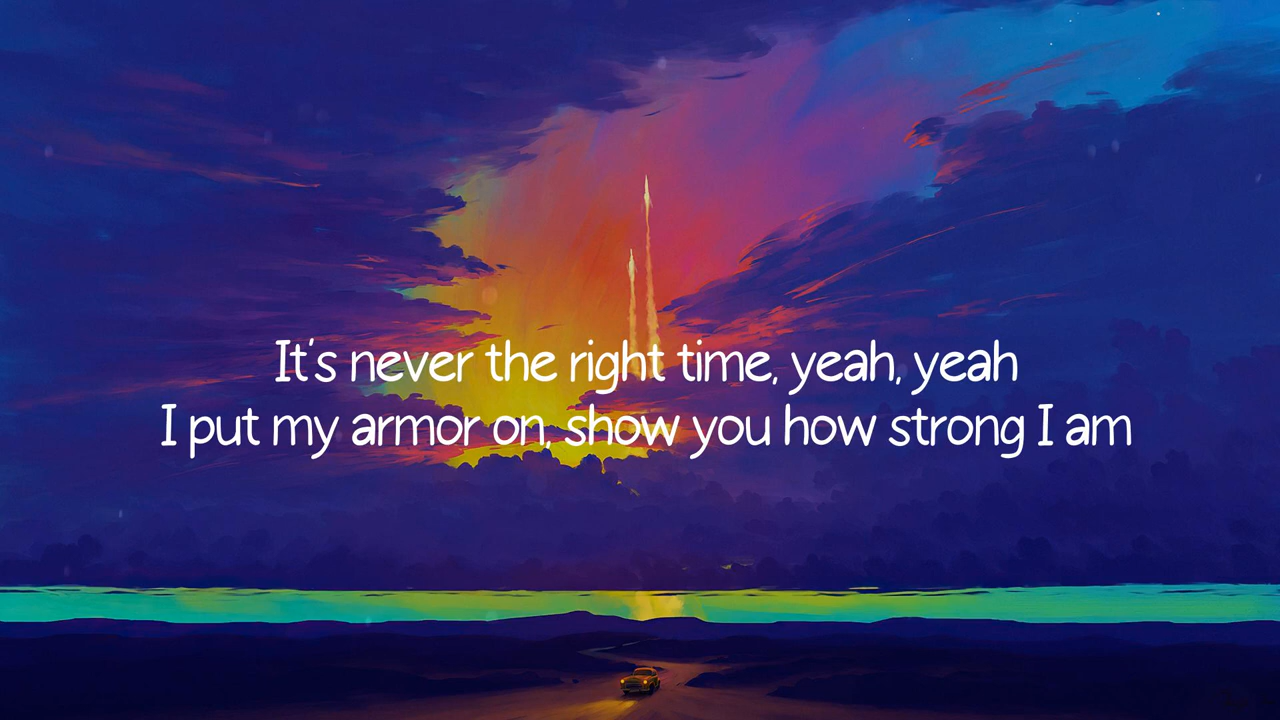 It's never the right time, yeah, yeah
I put my armor on, show you how strong I am